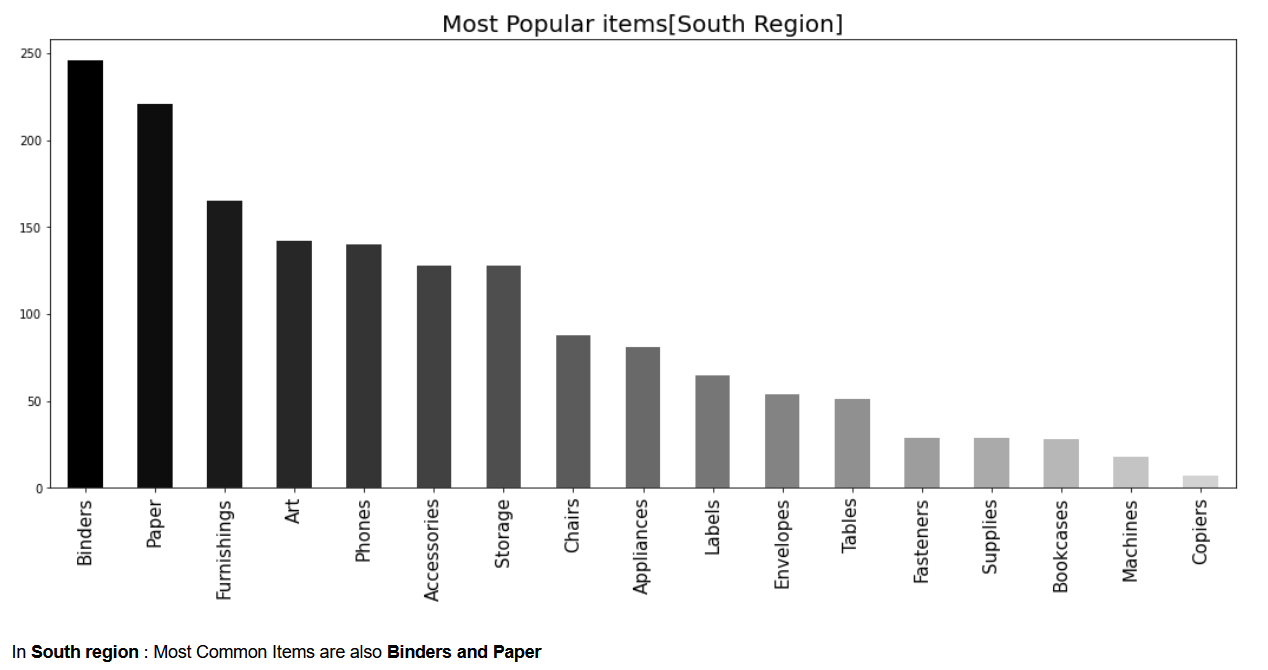 Most Popular items[South Region]
250
200
150
100
50
0
Binders
Paper
Furnishings
Art
Phones
Accessories
Storage
Chairs
Appliances
Labels
Envelopes
Tables
Fasteners
Supplies
Bookcases
Machines
Copiers
In South region : Most Common Items are also Binders and Paper